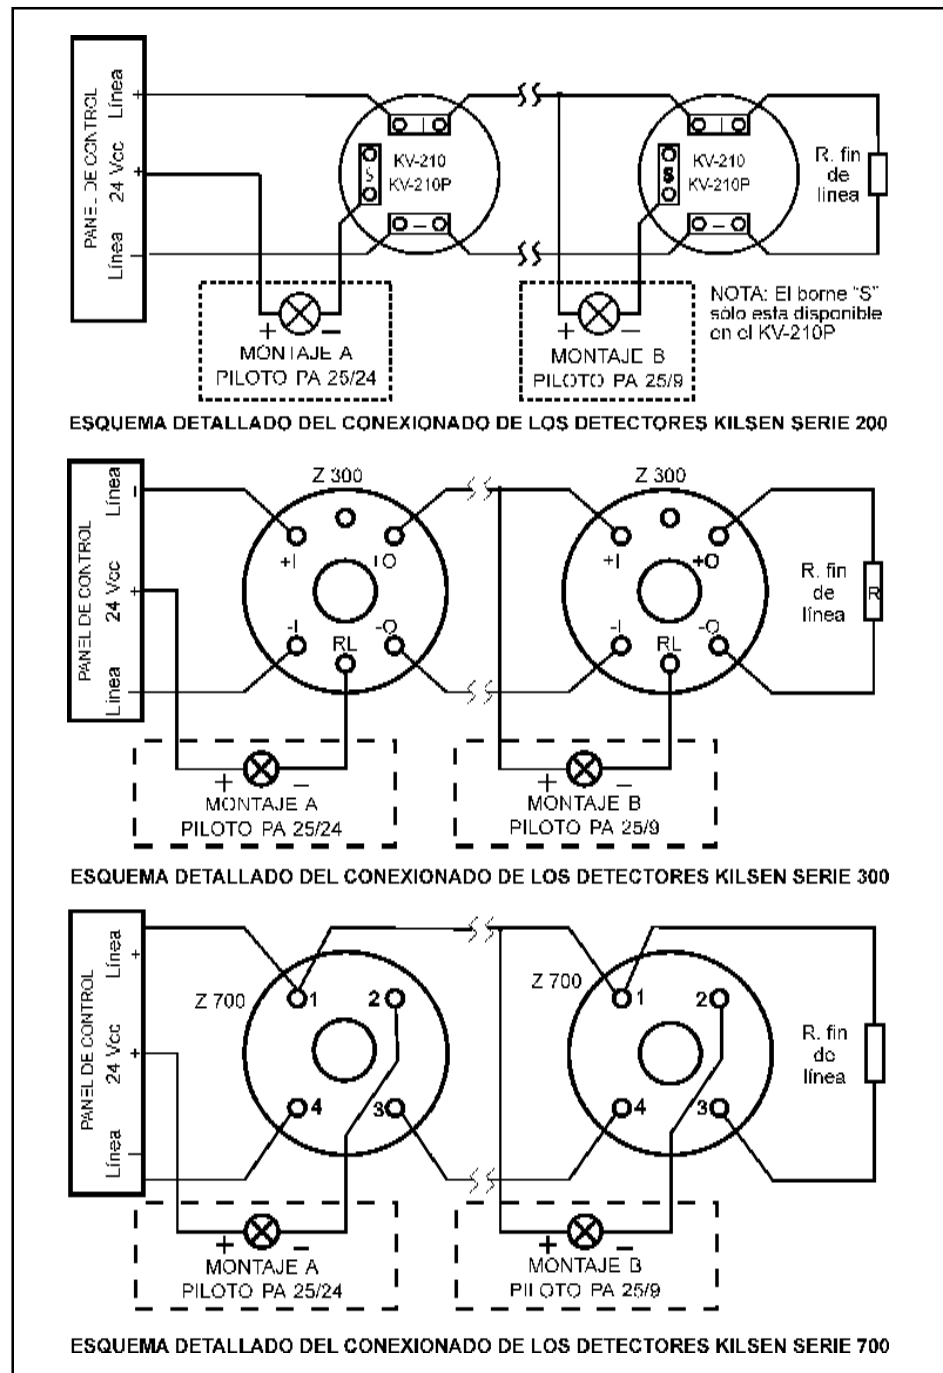 PANEL DE CONTROL
Línea +
24 Vcc +
Línea –
KV-210
KV-210P
S
–
KV-210
KV-210P
S
–
R. fin
de
línea
+ –
MONTAJE A
PILOTO PA 25/24
+ –
MONTAJE B
PILOTO PA 25/9
NOTA: El borne "S"
sólo esta disponible
en el KV-210P
ESQUEMA DETALLADO DEL CONEXIONADO DE LOS DETECTORES KILSEN SERIE 200
PANEL DE CONTROL
Línea
24 Vcc +
Línea –
Z 300
+I +O
-I RL -O
Z 300
+I +O
-I RL -O
R. fin
de
línea
R
+ –
MONTAJE A
PILOTO PA 25/24
+ –
MONTAJE B
PILOTO PA 25/9
ESQUEMA DETALLADO DEL CONEXIONADO DE LOS DETECTORES KILSEN SERIE 300
PANEL DE CONTROL
Línea +
24 Vcc +
Línea –
Z 700
1 2
4 3
Z 700
1 2
4 3
R. fin
de
línea
+ –
MONTAJE A
PILOTO PA 25/24
+ –
MONTAJE B
PILOTO PA 25/9
ESQUEMA DETALLADO DEL CONEXIONADO DE LOS DETECTORES KILSEN SERIE 700